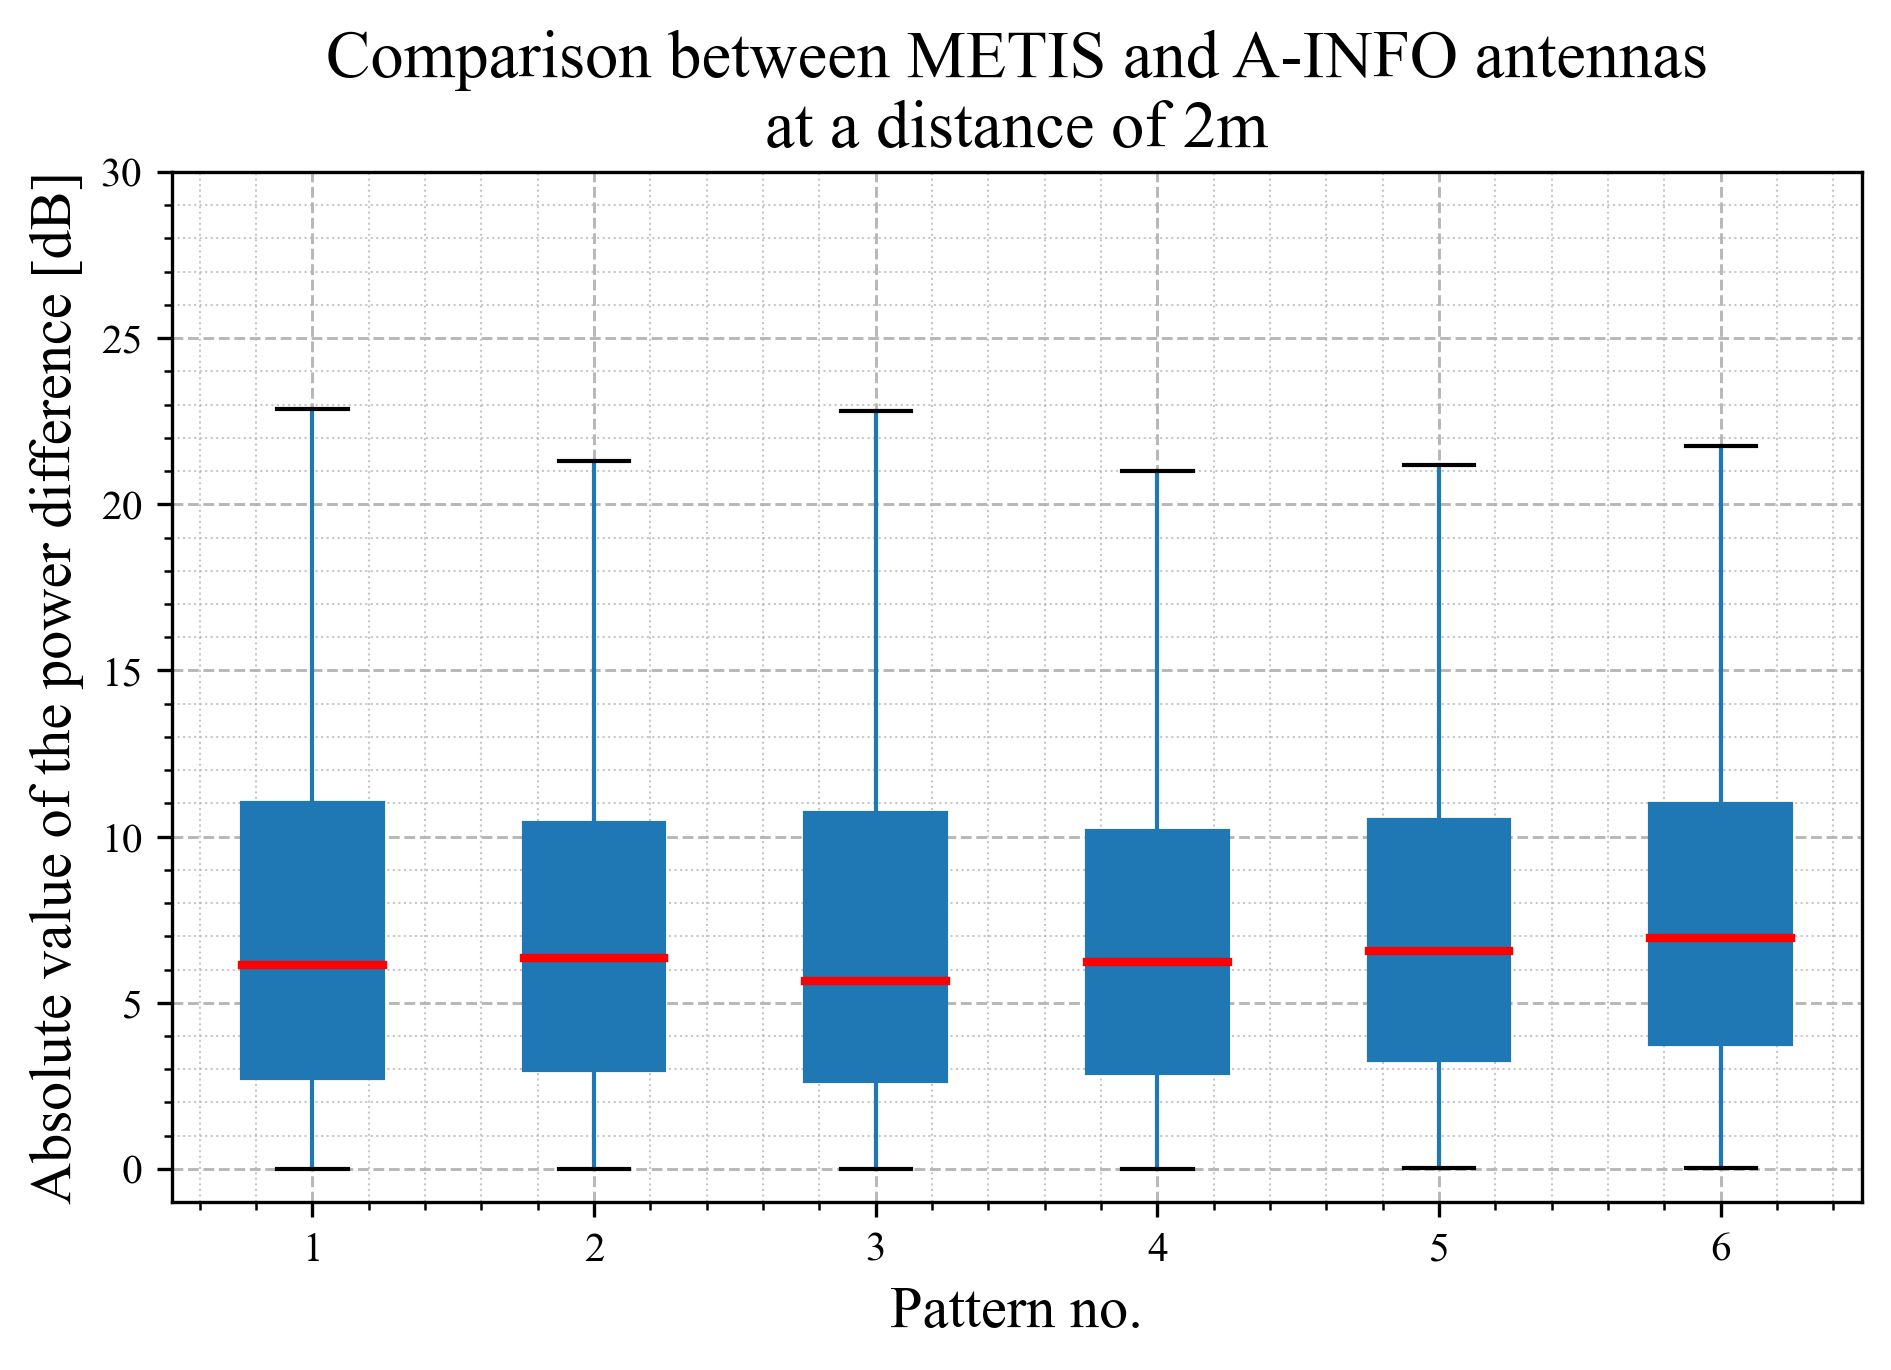 Comparison between METIS and A-INFO antennas
at a distance of 2m
Absolute value of the power difference [dB]
30
25
20
15
10
5
0
1 2 3 4 5 6
Pattern no.